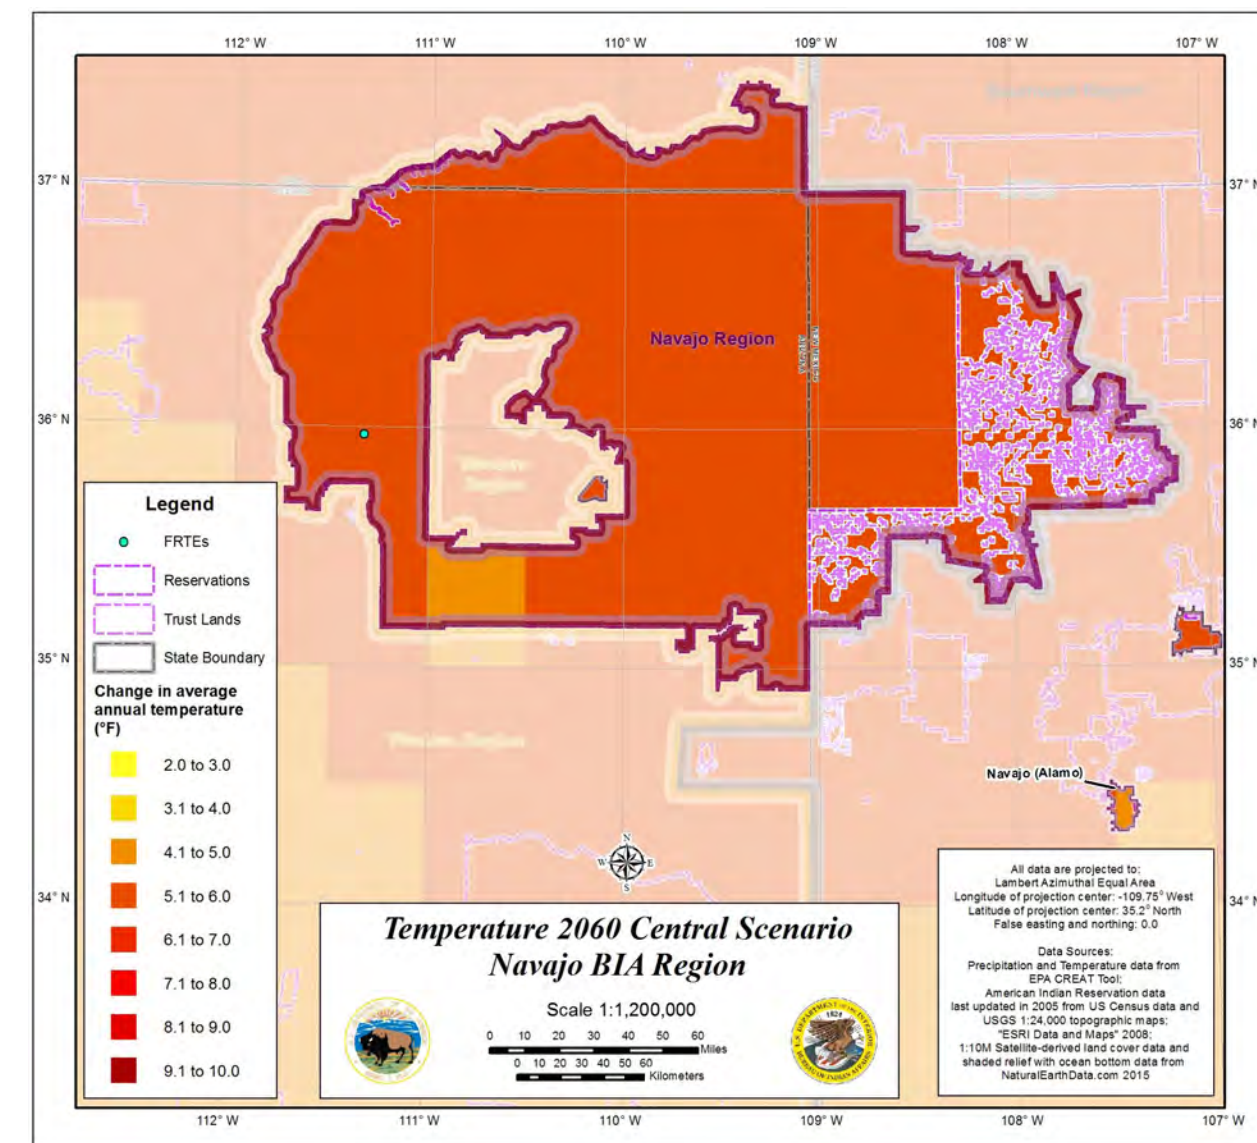 112° W
111° W
110° W
109° W
108° W
107° W
37° N
37° N
Navajo Region
36° N
36° N
35° N
35° N
Navajo (Alamo)
34° N
34° N
Legend
FRTEs
Reservations
Trust Lands
State Boundary
Change in average
annual temperature
(°F)
2.0 to 3.0
3.1 to 4.0
4.1 to 5.0
5.1 to 6.0
6.1 to 7.0
7.1 to 8.0
8.1 to 9.0
9.1 to 10.0
Western Region
N
W
E
S
Temperature 2060 Central Scenario
Navajo BIA Region
Scale 1:1,200,000
0 10 20 30 40 50 60
Miles
0 10 20 30 40 50 60
Kilometers
All data are projected to:
Lambert Azimuthal Equal Area
Longitude of projection center: -109.75° West
Latitude of projection center: 35.2° North
False easting and northing: 0.0
Data Sources:
Precipitation and Temperature data from
EPA CREAT Tool;
American Indian Reservation data
last updated in 2005 from US Census data and
USGS 1:24,000 topographic maps;
"ESRI Data and Maps" 2008;
1:10M Satellite-derived land cover data and
shaded relief with ocean bottom data from
NaturalEarthData.com 2015
112° W
111° W
110° W
109° W
108° W
107° W